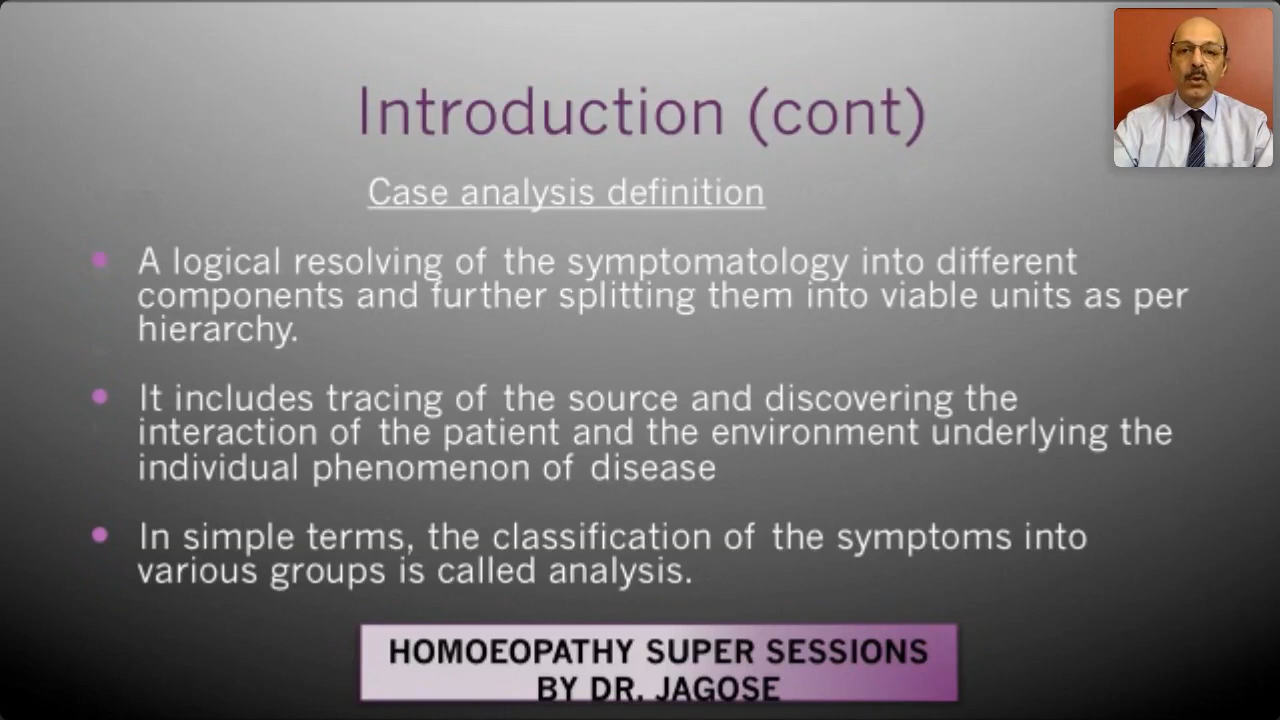 Introduction (cont)
Case analysis definition
A logical resolving of the symptomatology into different
components and further splitting them into viable units as per
hierarchy.
It includes tracing of the source and discovering the
interaction of the patient and the environment underlying the
individual phenomenon of disease
In simple terms, the classification of the symptoms into
various groups is called analysis.
HOMOEOPATHY SUPER SESSIONS
BY DR. JAGOSE